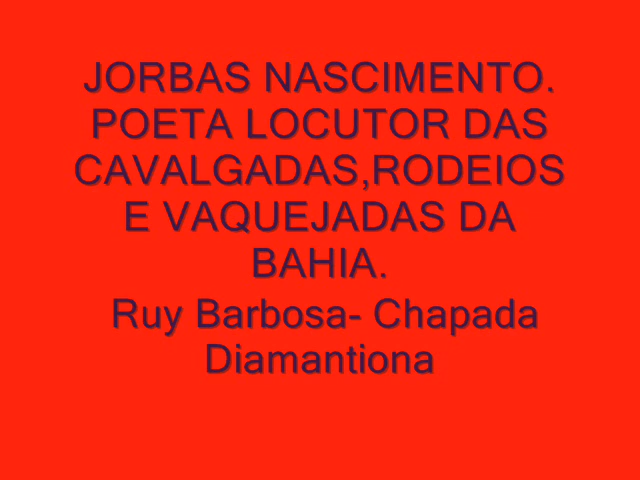 JORBAS NASCIMENTO.
POETA LOCUTOR DAS
CAVALGADAS,RODEIOS
E VAQUEJADAS DA
BAHIA.
Ruy Barbosa- Chapada
Diamantiona